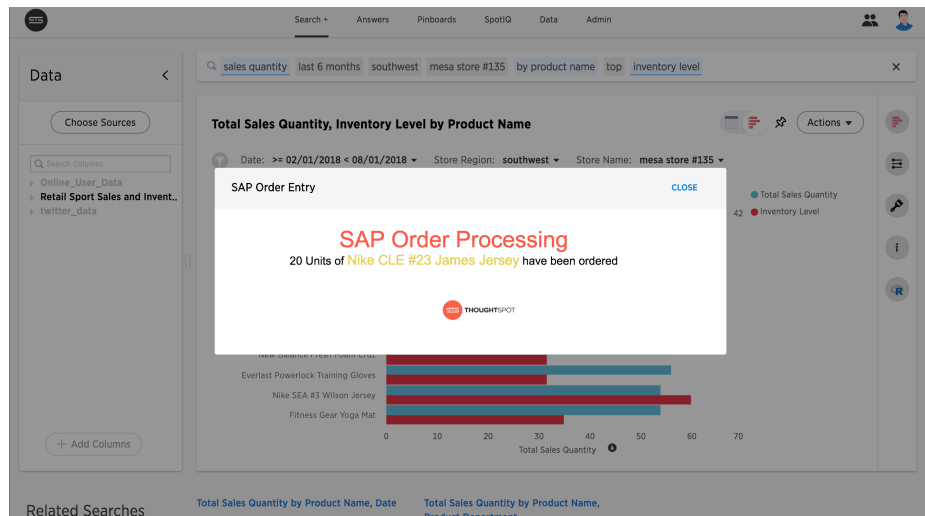 Search +
Answers
Pinboards
SpotIQ
Data
Admin
Data
Choose Sources
Search Columns
Online_User_Data
Retail Sport Sales and Invent..
twitter_data
+ Add Columns
sales quantity last 6 months southwest mesa store #135 by product name top inventory level
Total Sales Quantity, Inventory Level by Product Name
Actions
Date: >= 02/01/2018 < 08/01/2018 Store Region: southwest Store Name: mesa store #135
Total Sales Quantity
42 Inventory Level
SAP Order Entry
CLOSE
SAP Order Processing
20 Units of Nike CLE #23 James Jersey have been ordered
THOUGHTSPOT
New Balance Fresh Foam Cruz
Everlast Powerlock Training Gloves
Nike SEA #3 Wilson Jersey
Fitness Gear Yoga Mat
0 10 20 30 40 50 60 70
Total Sales Quantity
i
R
Related Searches
Total Sales Quantity by Product Name, Date
Total Sales Quantity by Product Name,
Product Department